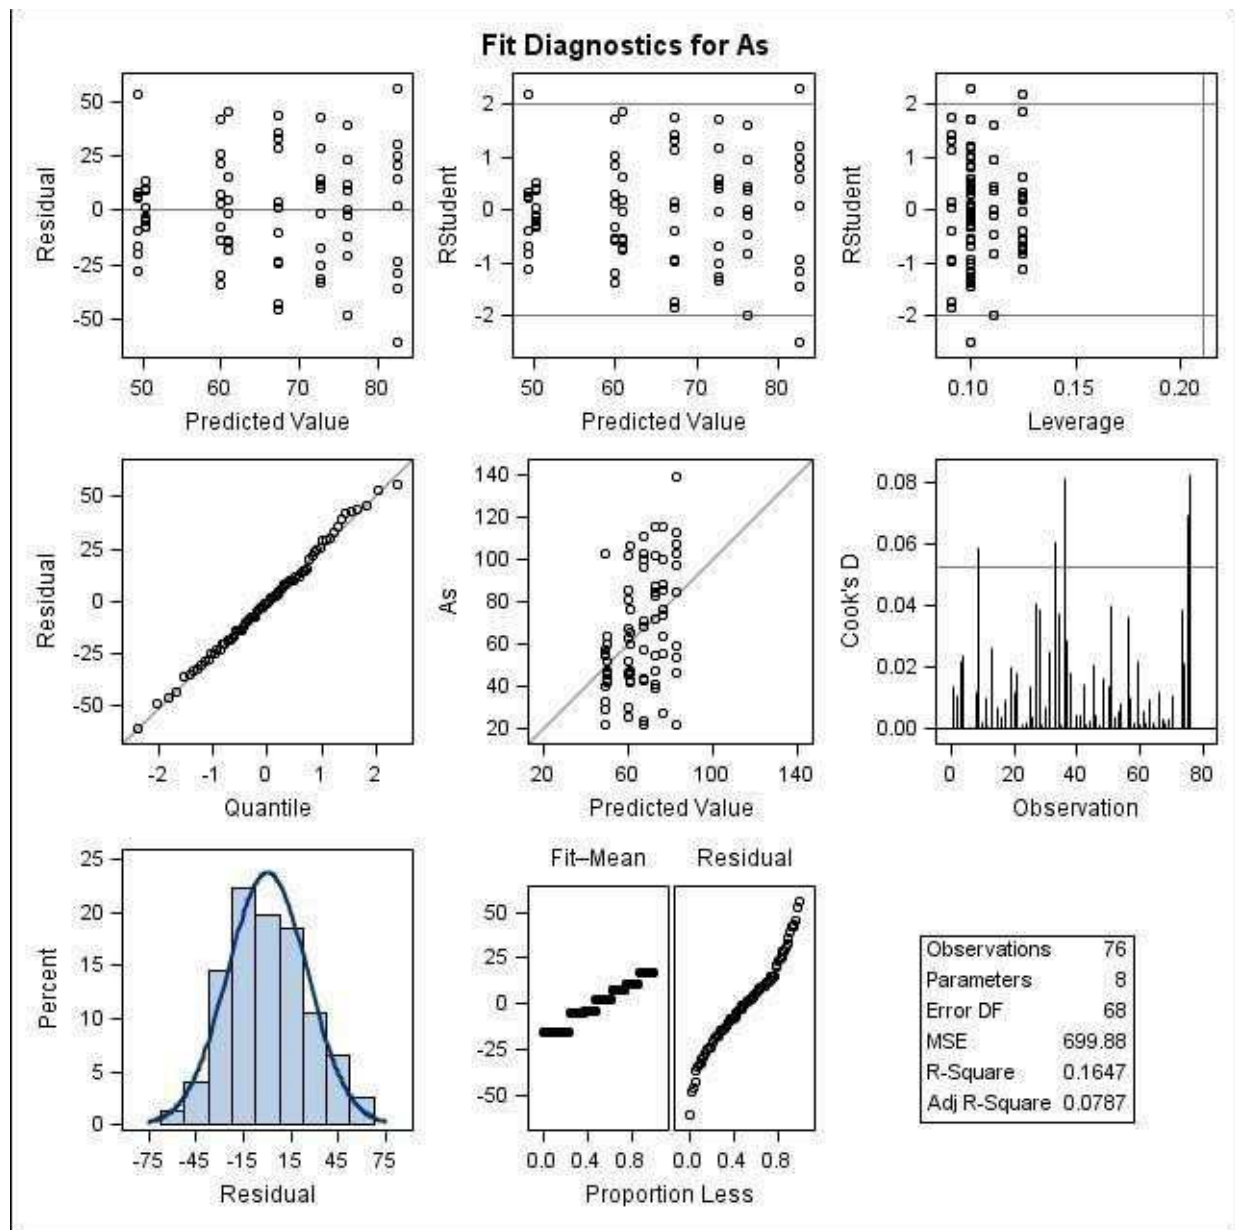 Fit Diagnostics for As
50
25
0
-25
-50
Residual
50 60 70 80
Predicted Value
2
1
0
-1
-2
RStudent
50 60 70 80
Predicted Value
2
1
0
-1
-2
RStudent
0.10 0.15 0.20
Leverage
50
25
0
-25
-50
Residual
-2 -1 0 1 2
Quantile
140
120
100
80
60
40
20
As
20 60 100 140
Predicted Value
0.08
0.06
0.04
0.02
0.00
Cook's D
0 20 40 60 80
Observation
25
20
15
10
5
0
Percent
-75 -45 -15 15 45 75
Residual
Fit–Mean Residual
50
25
0
-25
-50
0.0 0.4 0.8 0.0 0.4 0.8
Proportion Less
Observations 76
Parameters 8
Error DF 68
MSE 699.88
R-Square 0.1647
Adj R-Square 0.0787